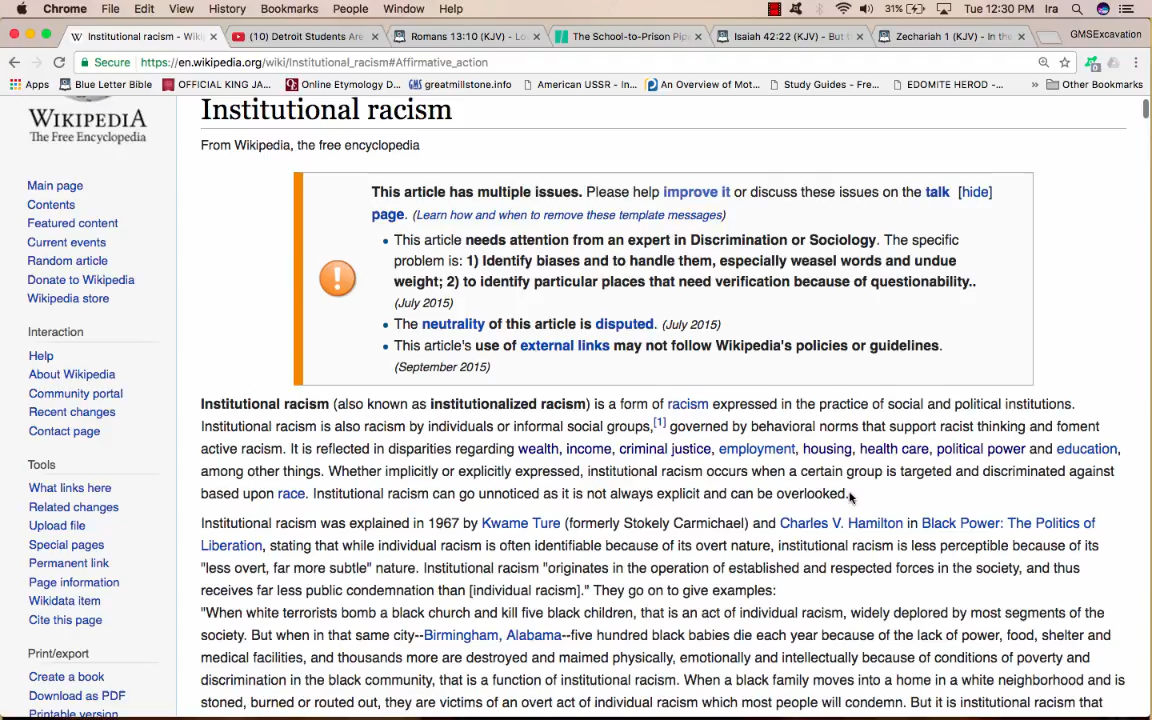 Chrome File Edit View History Bookmarks People Window Help 31% Tue 12:30 PM Ira
Institutional racism - Wiki (10) Detroit Students Are Romans 13:10 (KJV) - Lo The School-to-Prison Pip Isaiah 42:22 (KJV) - But Zechariah 1 (KJV) - In the GMSExcavation
Secure https://en.wikipedia.org/wiki/Institutional_racism#Affirmative_action
Apps Blue Letter Bible OFFICIAL KING JA... Online Etymology D... GMS greatmillstone.info American USSR - In... An Overview of Mot... Study Guides - Fre... EDOMITE HEROD -... » Other Bookmarks
WIKIPEDIA
The Free Encyclopedia
Main page
Contents
Featured content
Current events
Random article
Donate to Wikipedia
Wikipedia store
Interaction
Help
About Wikipedia
Community portal
Recent changes
Contact page
Tools
What links here
Related changes
Upload file
Special pages
Permanent link
Page information
Wikidata item
Cite this page
Print/export
Create a book
Download as PDF
Printable version
Institutional racism
From Wikipedia, the free encyclopedia
This article has multiple issues. Please help improve it or discuss these issues on the talk [hide]
page. (Learn how and when to remove these template messages)
• This article needs attention from an expert in Discrimination or Sociology. The specific
problem is: 1) Identify biases and to handle them, especially weasel words and undue
weight; 2) to identify particular places that need verification because of questionability..
(July 2015)
• The neutrality of this article is disputed. (July 2015)
• This article's use of external links may not follow Wikipedia's policies or guidelines.
(September 2015)
Institutional racism (also known as institutionalized racism) is a form of racism expressed in the practice of social and political institutions.
Institutional racism is also racism by individuals or informal social groups,[1] governed by behavioral norms that support racist thinking and foment
active racism. It is reflected in disparities regarding wealth, income, criminal justice, employment, housing, health care, political power and education,
among other things. Whether implicitly or explicitly expressed, institutional racism occurs when a certain group is targeted and discriminated against
based upon race. Institutional racism can go unnoticed as it is not always explicit and can be overlooked.
Institutional racism was explained in 1967 by Kwame Ture (formerly Stokely Carmichael) and Charles V. Hamilton in Black Power: The Politics of
Liberation, stating that while individual racism is often identifiable because of its overt nature, institutional racism is less perceptible because of its
"less overt, far more subtle" nature. Institutional racism "originates in the operation of established and respected forces in the society, and thus
receives far less public condemnation than [individual racism]." They go on to give examples:
"When white terrorists bomb a black church and kill five black children, that is an act of individual racism, widely deplored by most segments of the
society. But when in that same city--Birmingham, Alabama--five hundred black babies die each year because of the lack of power, food, shelter and
medical facilities, and thousands more are destroyed and maimed physically, emotionally and intellectually because of conditions of poverty and
discrimination in the black community, that is a function of institutional racism. When a black family moves into a home in a white neighborhood and is
stoned, burned or routed out, they are victims of an overt act of individual racism which most people will condemn. But it is institutional racism that